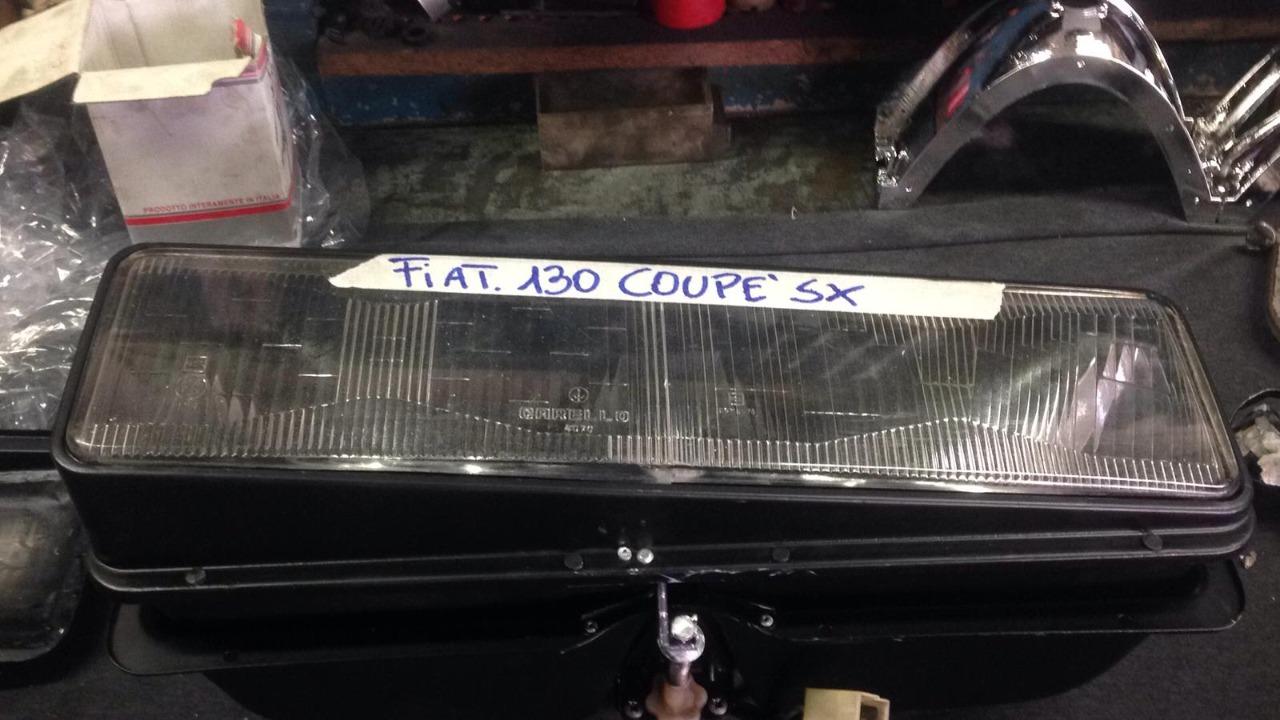 PRODOTTO INTERAMENTE IN ITALIA
FiAT. 130 COUPE' SX
CARELLO